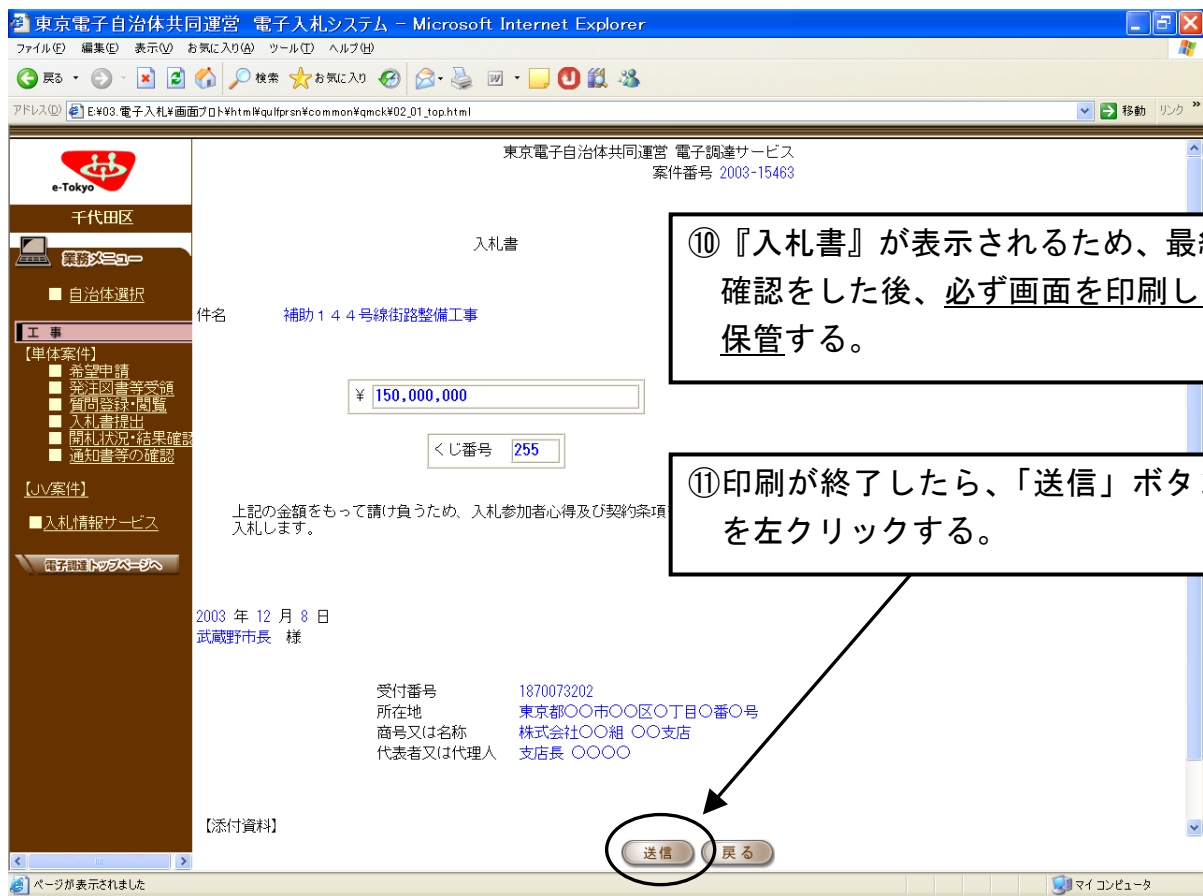 東京電子自治体共同運営 電子入札システム - Microsoft Internet Explorer
ファイル(F) 編集(E) 表示(V) お気に入り(A) ツール(T) ヘルプ(H)
戻る 検索 お気に入り
アドレス(D) E:¥03.電子入札¥画面プロト¥html¥qulfprsn¥common¥qmck¥02_01_top.html 移動 リンク »
e-Tokyo
千代田区
業務メニュー
■ 自治体選択
工 事
【単体案件】
■ 希望申請
■ 発注図書等受領
■ 質問登録・閲覧
■ 入札書提出
■ 開札状況・結果確認
■ 通知書等の確認
【JV案件】
■入札情報サービス
電子調達トップページへ
東京電子自治体共同運営 電子調達サービス
案件番号 2003-15463
入札書
件名 補助144号線街路整備工事
¥ 150,000,000
くじ番号 255
上記の金額をもって請け負うため、入札参加者心得及び契約条項
入札します。
2003 年 12 月 8 日
武蔵野市長 様
受付番号 1870073202
所在地 東京都○○市○○区○丁目○番○号
商号又は名称 株式会社○○組 ○○支店
代表者又は代理人 支店長 ○○○○
【添付資料】
送信 戻る
⑩『入札書』が表示されるため、最終
確認をした後、必ず画面を印刷し
保管する。
⑪印刷が終了したら、「送信」ボタ
を左クリックする。
ページが表示されました マイ コンピュータ